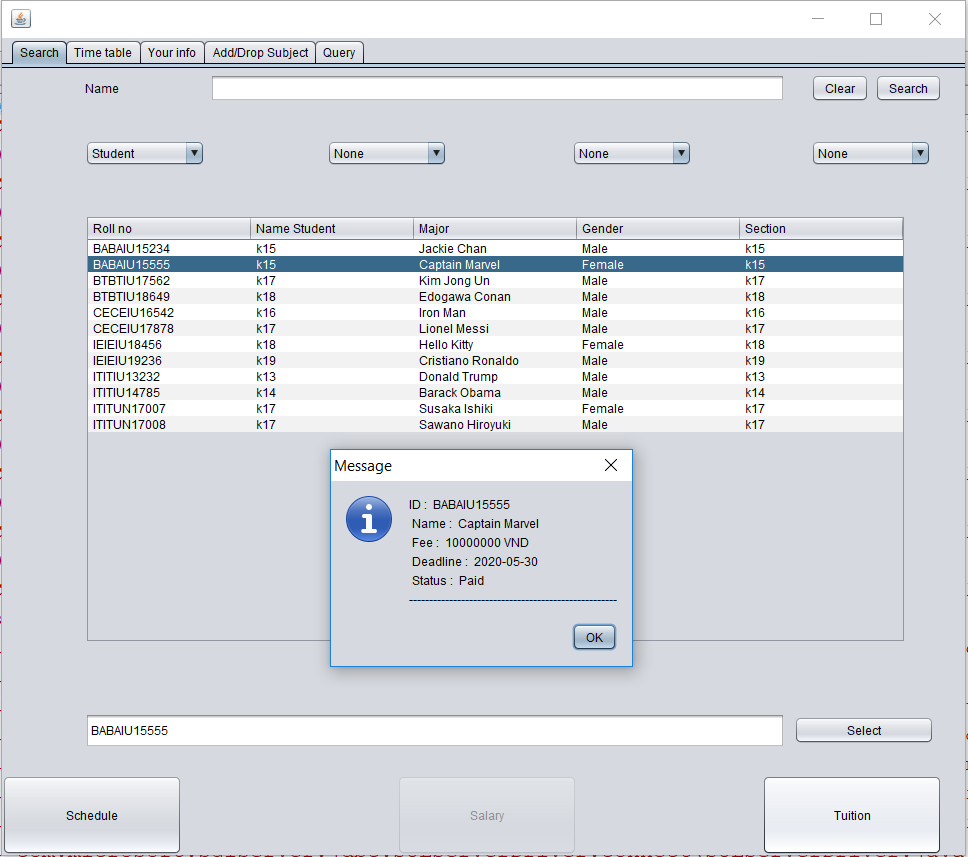 Search Time table Your info Add/Drop Subject Query
Name Clear Search
Student None None None
Roll no Name Student Major Gender Section
BABAIU15234 k15 Jackie Chan Male k15
BABAIU15555 k15 Captain Marvel Female k15
BTBTIU17562 k17 Kim Jong Un Male k17
BTBTIU18649 k18 Edogawa Conan Male k18
CECEIU16542 k16 Iron Man Male k16
CECEIU17878 k17 Lionel Messi Male k17
IEIEIU18456 k18 Hello Kitty Female k18
IEIEIU19236 k19 Cristiano Ronaldo Male k19
ITITIU13232 k13 Donald Trump Male k13
ITITIU14785 k14 Barack Obama Male k14
ITITUN17007 k17 Susaka Ishiki Female k17
ITITUN17008 k17 Sawano Hiroyuki Male k17
Message
ID : BABAIU15555
Name : Captain Marvel
Fee : 10000000 VND
Deadline : 2020-05-30
Status : Paid
----------------------------------------------------
OK
BABAIU15555 Select
Schedule Salary Tuition